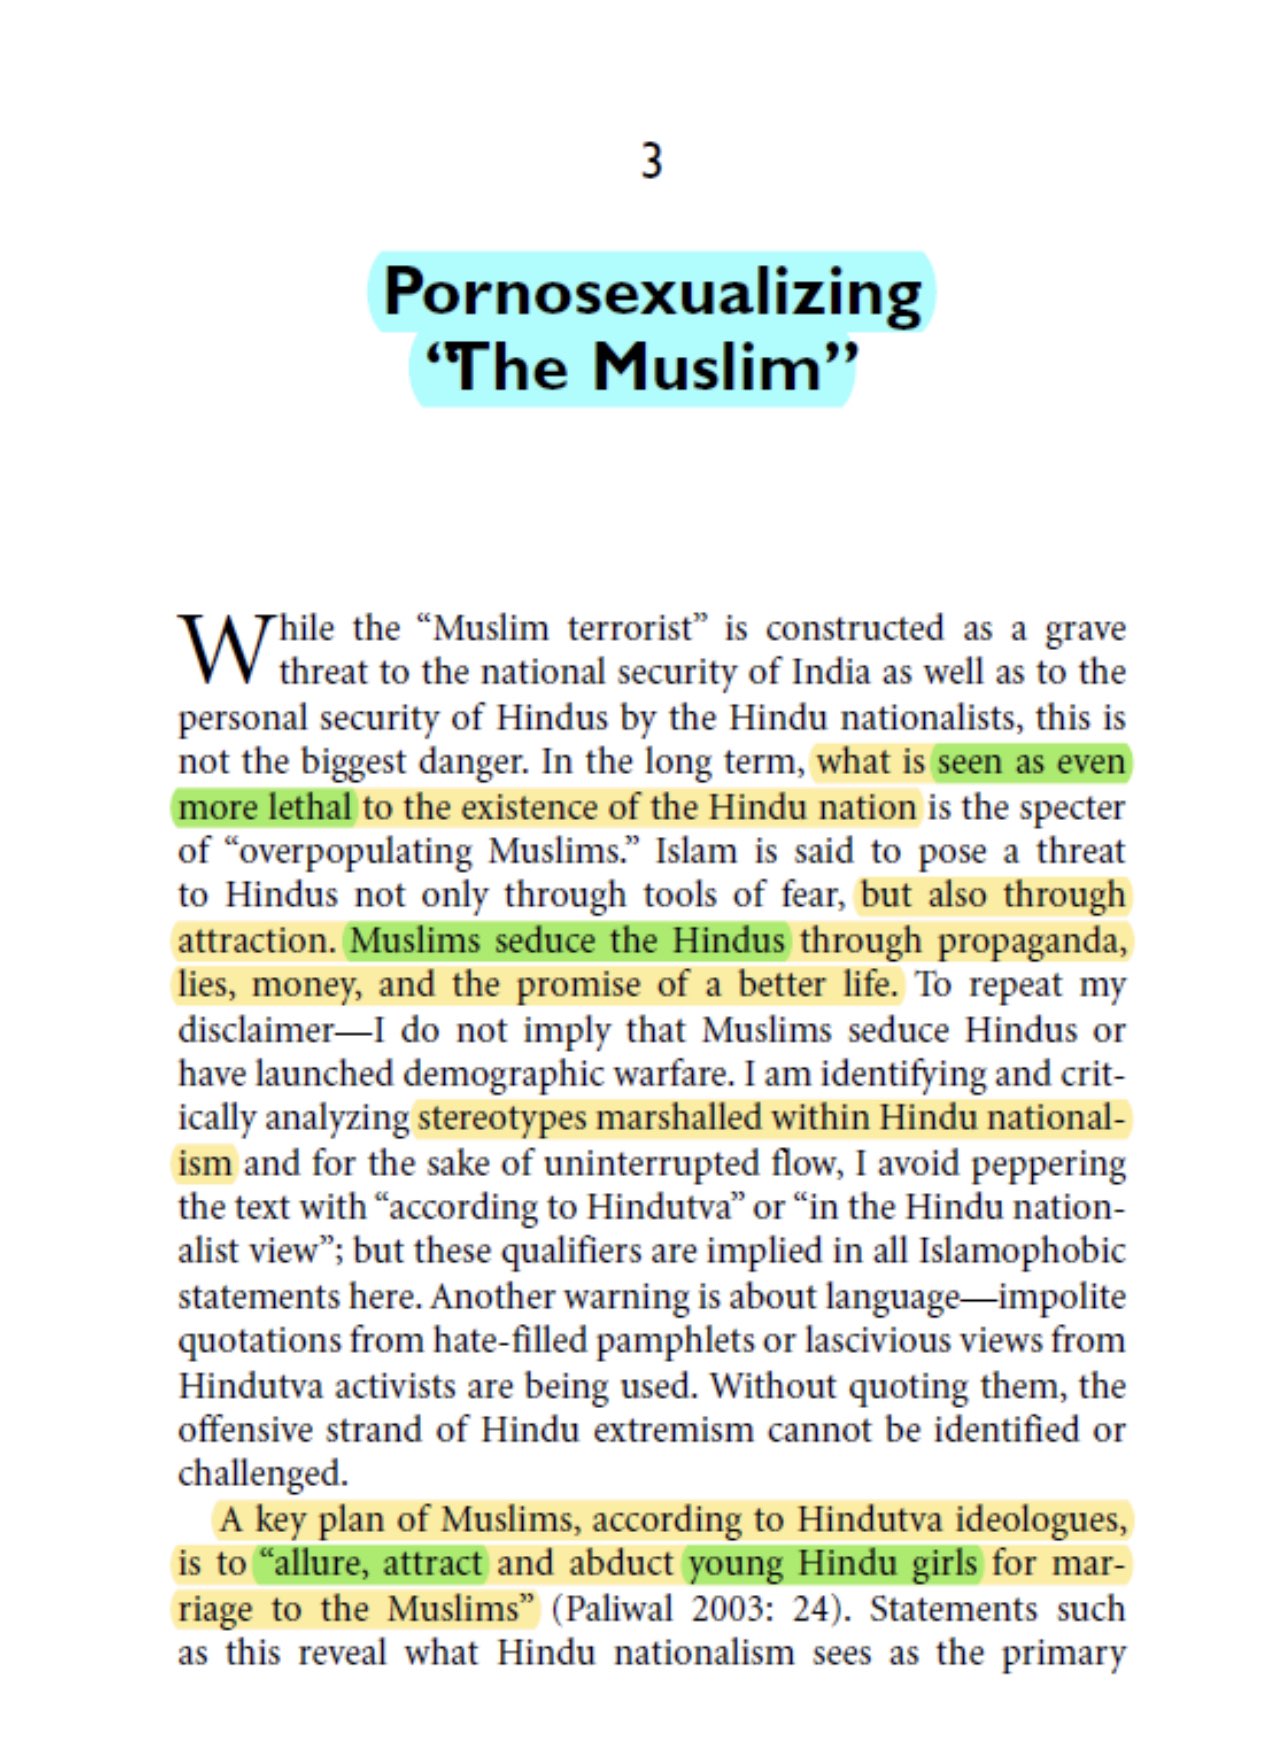 3
Pornosexualizing
“The Muslim”
While the “Muslim terrorist” is constructed as a grave
threat to the national security of India as well as to the
personal security of Hindus by the Hindu nationalists, this is
not the biggest danger. In the long term, what is seen as even
more lethal to the existence of the Hindu nation is the specter
of “overpopulating Muslims.” Islam is said to pose a threat
to Hindus not only through tools of fear, but also through
attraction. Muslims seduce the Hindus through propaganda,
lies, money, and the promise of a better life. To repeat my
disclaimer—I do not imply that Muslims seduce Hindus or
have launched demographic warfare. I am identifying and crit-
ically analyzing stereotypes marshalled within Hindu national-
ism and for the sake of uninterrupted flow, I avoid peppering
the text with “according to Hindutva” or “in the Hindu nation-
alist view”; but these qualifiers are implied in all Islamophobic
statements here. Another warning is about language—impolite
quotations from hate-filled pamphlets or lascivious views from
Hindutva activists are being used. Without quoting them, the
offensive strand of Hindu extremism cannot be identified or
challenged.
A key plan of Muslims, according to Hindutva ideologues,
is to “allure, attract and abduct young Hindu girls for mar-
riage to the Muslims” (Paliwal 2003: 24). Statements such
as this reveal what Hindu nationalism sees as the primary